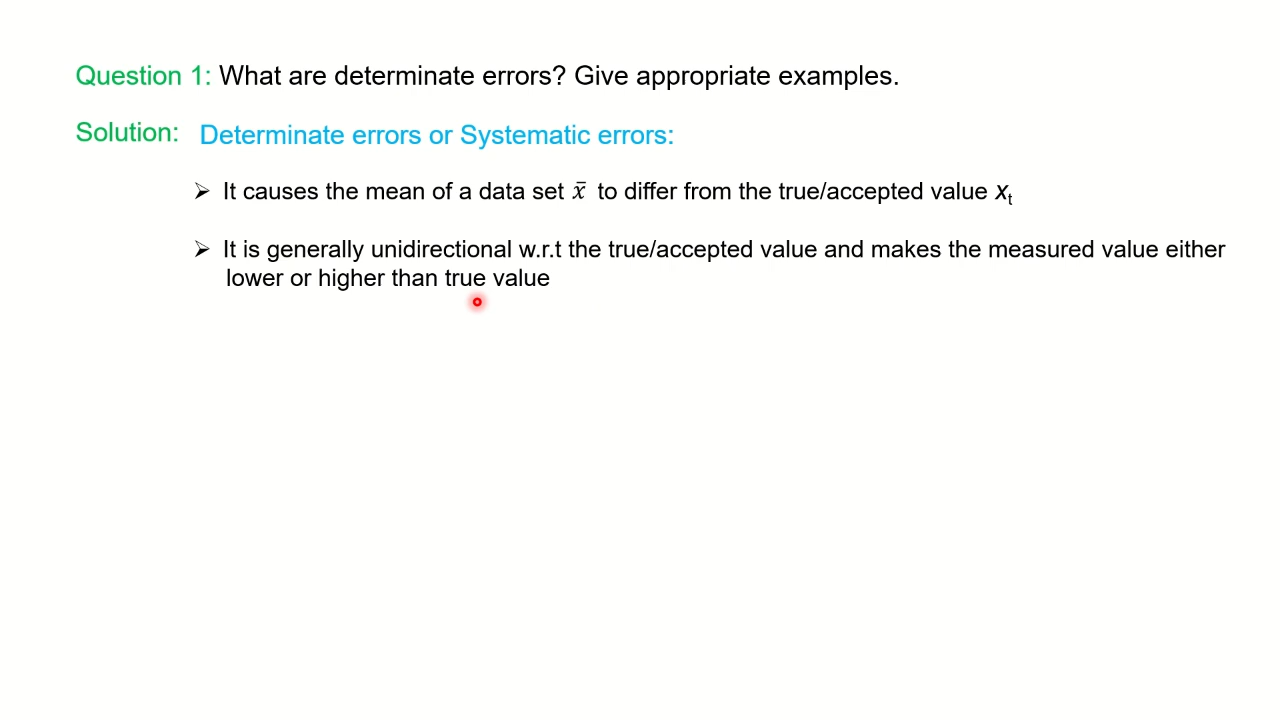 Question 1: What are determinate errors? Give appropriate examples.
Solution: Determinate errors or Systematic errors:
➢ It causes the mean of a data set x̄ to differ from the true/accepted value xₜ
➢ It is generally unidirectional w.r.t the true/accepted value and makes the measured value either
lower or higher than true value